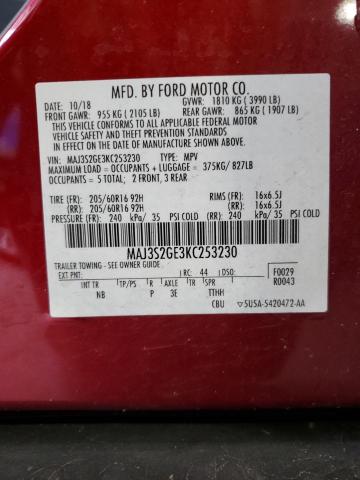 MFD. BY FORD MOTOR CO.
10/18 GVWR: 1810 KG ( 3990 LB)
FRONT GAWR: 955 KG ( 2105 LB) REAR GAWR: 865 KG ( 1907 LB)
THIS VEHICLE CONFORMS TO ALL APPLICABLE FEDERAL MOTOR
VEHICLE SAFETY, BUMPER, AND THEFT PREVENTION STANDARDS
IN EFFECT ON THE DATE OF MANUFACTURE SHOWN ABOVE.
VEHICLE IDENT NO: MAJ3S2GE3KC253230 TYPE: MPV
MAXIMUM LOAD = OCCUPANTS + LUGGAGE = 375KG/ 827LB
OCCUPANTS = 5 TOTAL; 2 FRONT, 3 REAR
TIRE (FR): 205/60R16 92H RIMS (FR): 16x6.5J
(RR): 205/60R16 92H (RR): 16x6.5J
PRESSURE (FR): 240 kPa/ 35 PSI COLD (RR): 240 kPa/ 35 PSI COLD
MAJ3S2GE3KC253230
TRAILER TOWING - SEE OWNER GUIDE
EXT PNT: RC: 44 DSO: F0029
R0043
INT TR TP/PS R AXLE TR SPR
NB P 3E TTHH
CBU 5U5A-5420472-AA